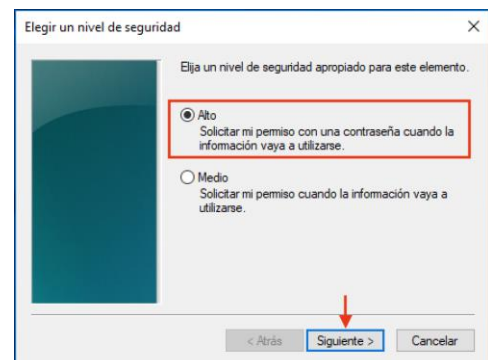 Elegir un nivel de seguridad
Elija un nivel de seguridad apropiado para este elemento.
Alto
Solicitar mi permiso con una contraseña cuando la
información vaya a utilizarse.
Medio
Solicitar mi permiso cuando la información vaya a
utilizarse.
< Atrás Siguiente > Cancelar